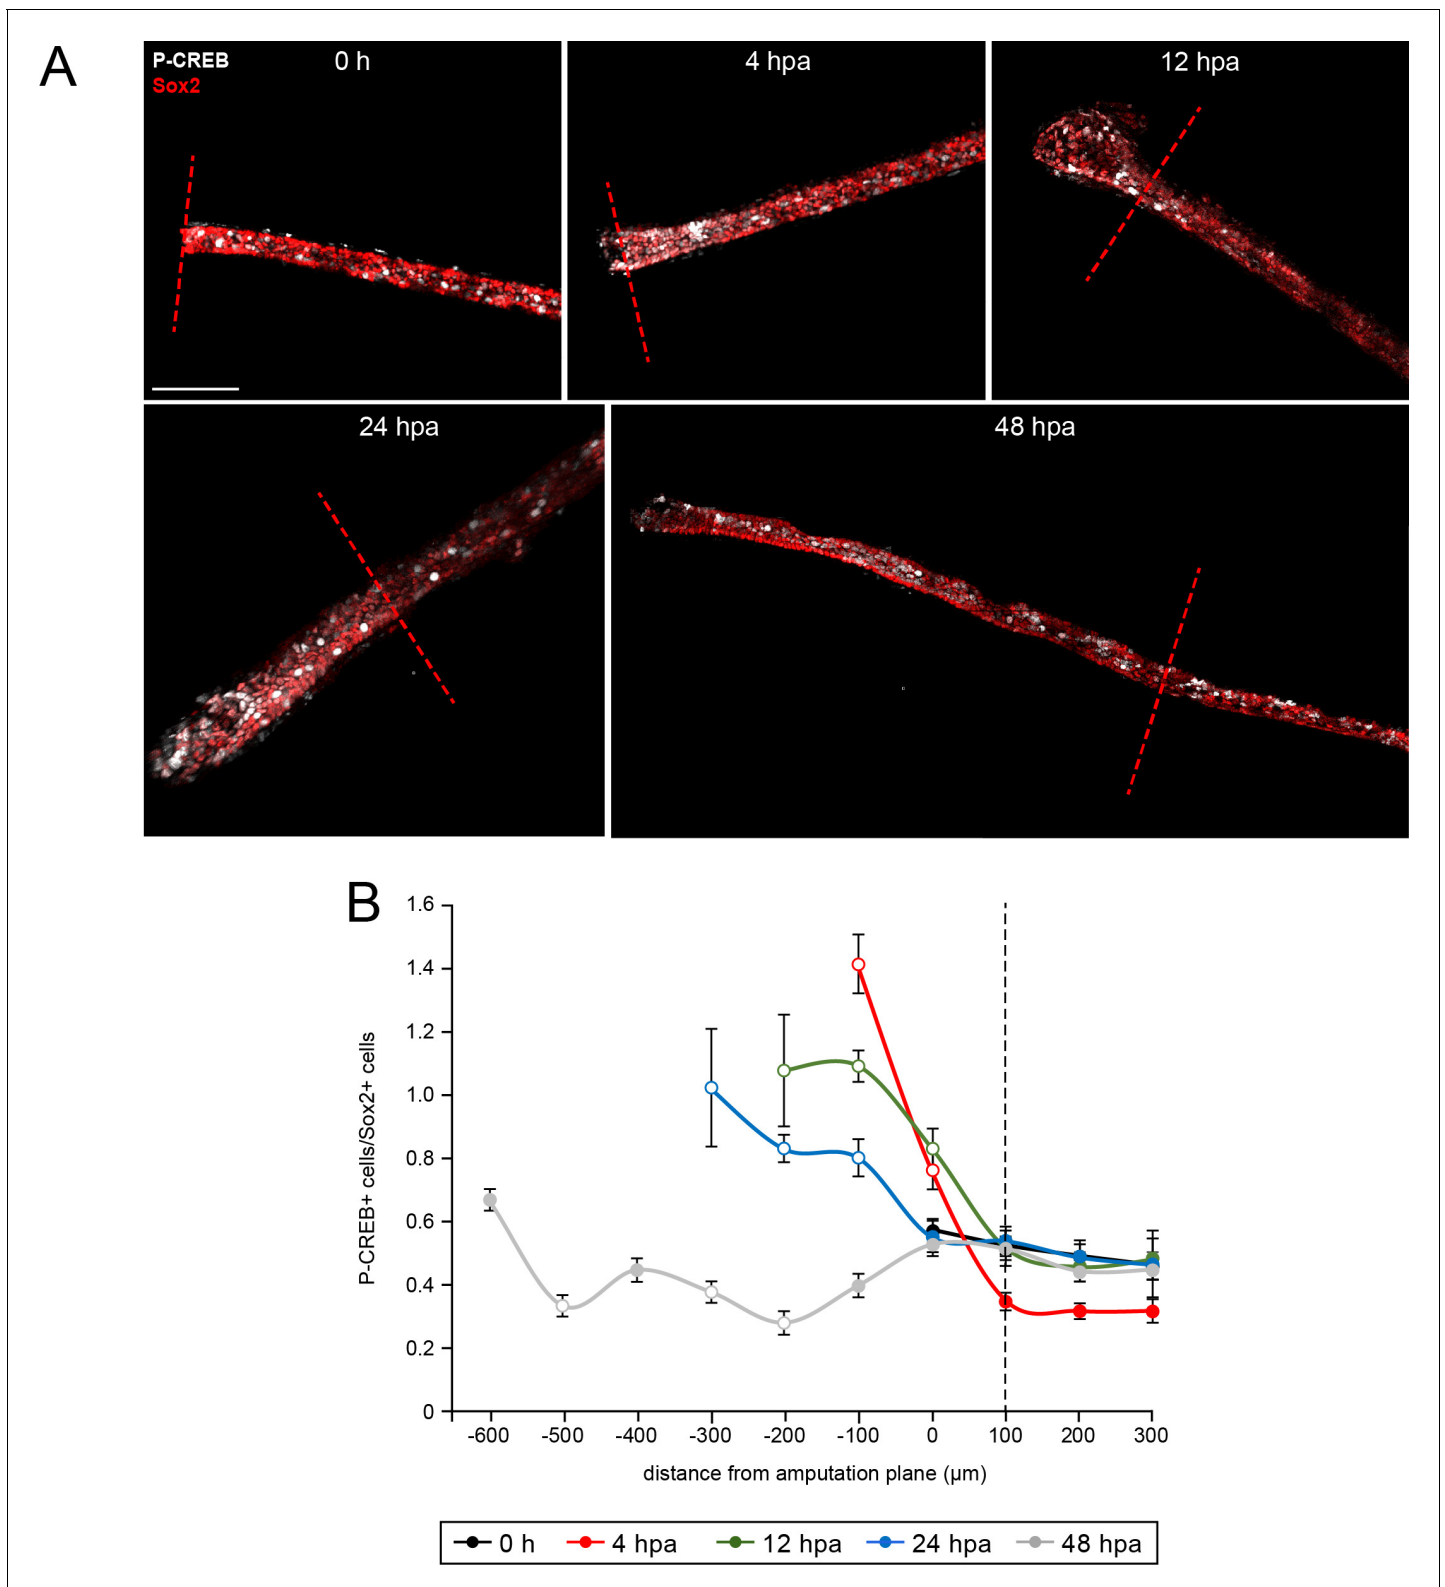 A
P-CREB
Sox2
0 h
4 hpa
12 hpa
24 hpa
48 hpa
B
P-CREB+ cells/Sox2+ cells
1.6
1.4
1.2
1.0
0.8
0.6
0.4
0.2
0
-600 -500 -400 -300 -200 -100 0 100 200 300
distance from amputation plane (µm)
0 h 4 hpa 12 hpa 24 hpa 48 hpa